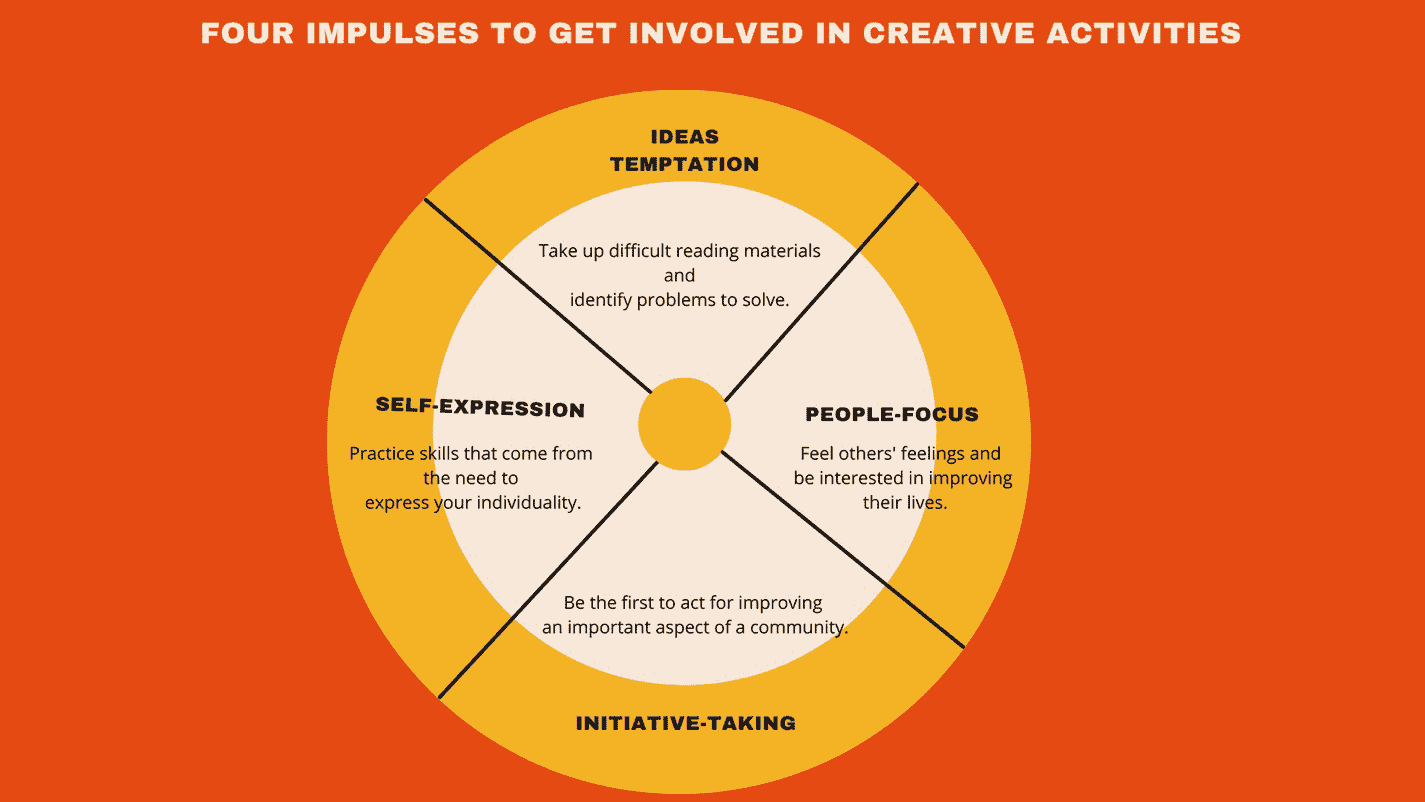 FOUR IMPULSES TO GET INVOLVED IN CREATIVE ACTIVITIES
IDEAS
TEMPTATION
Take up difficult reading materials
and
identify problems to solve.
SELF-EXPRESSION
Practice skills that come from
the need to
express your individuality.
PEOPLE-FOCUS
Feel others' feelings and
be interested in improving
their lives.
Be the first to act for improving
an important aspect of a community.
INITIATIVE-TAKING